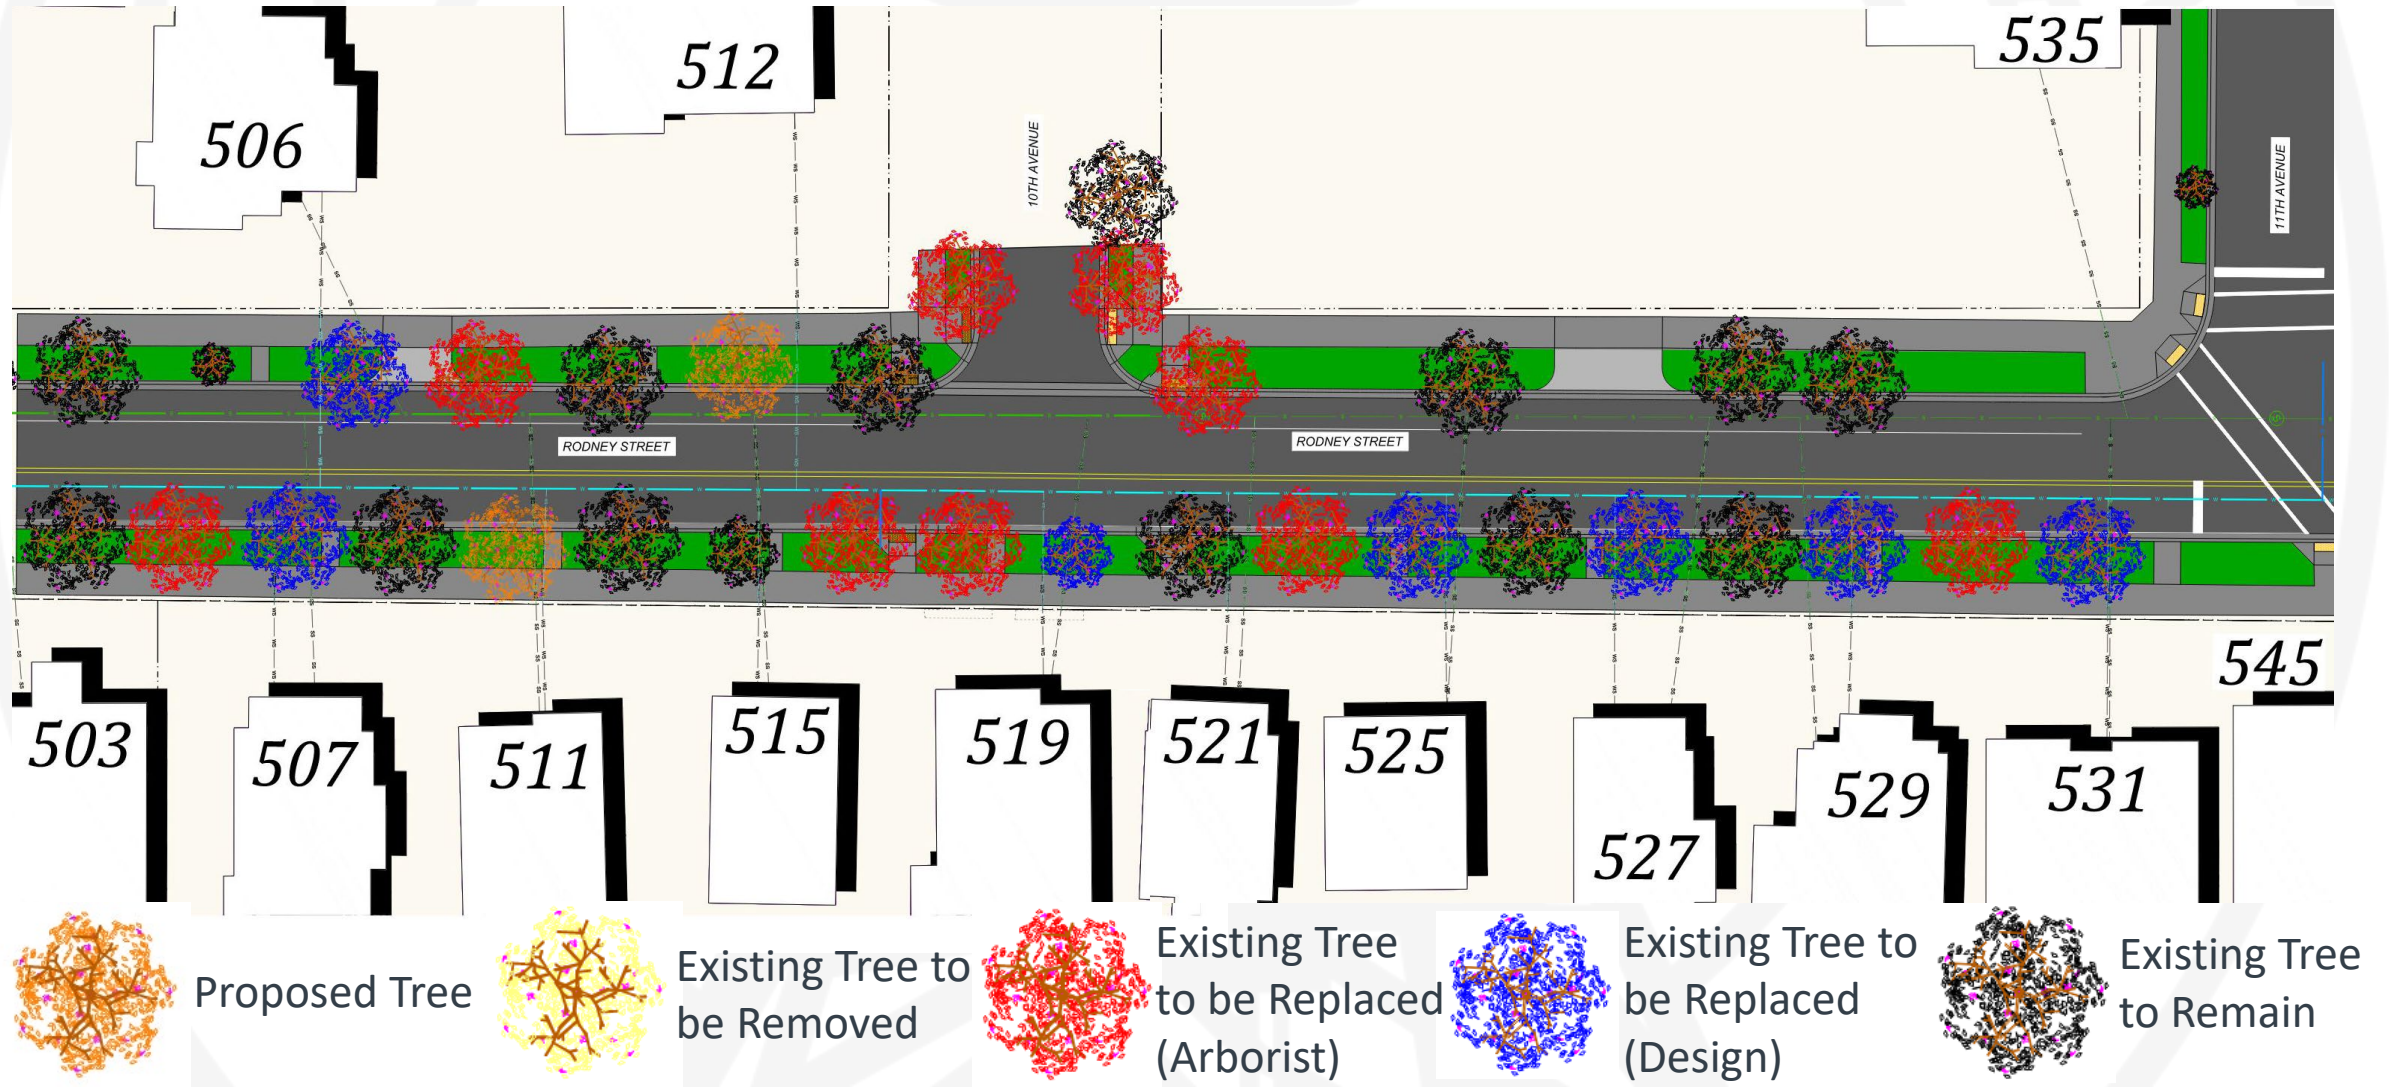 506
512
535
10TH AVENUE
11TH AVENUE
RODNEY STREET
RODNEY STREET
503
507
511
515
519
521
525
527
529
531
545
Proposed Tree
Existing Tree to
be Removed
Existing Tree
to be Replaced
(Arborist)
Existing Tree to
be Replaced
(Design)
Existing Tree
to Remain